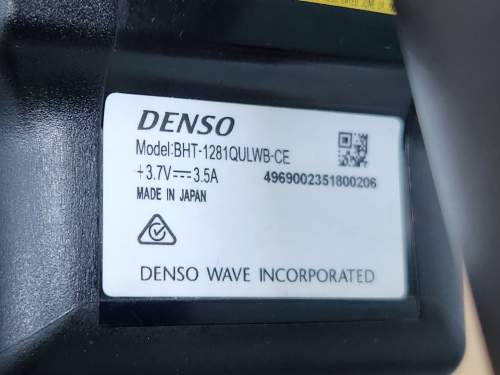 DENSO
Model:BHT-1281QULWB-CE
+3.7V⎓3.5A
4969002351800206
MADE IN JAPAN
DENSO WAVE INCORPORATED